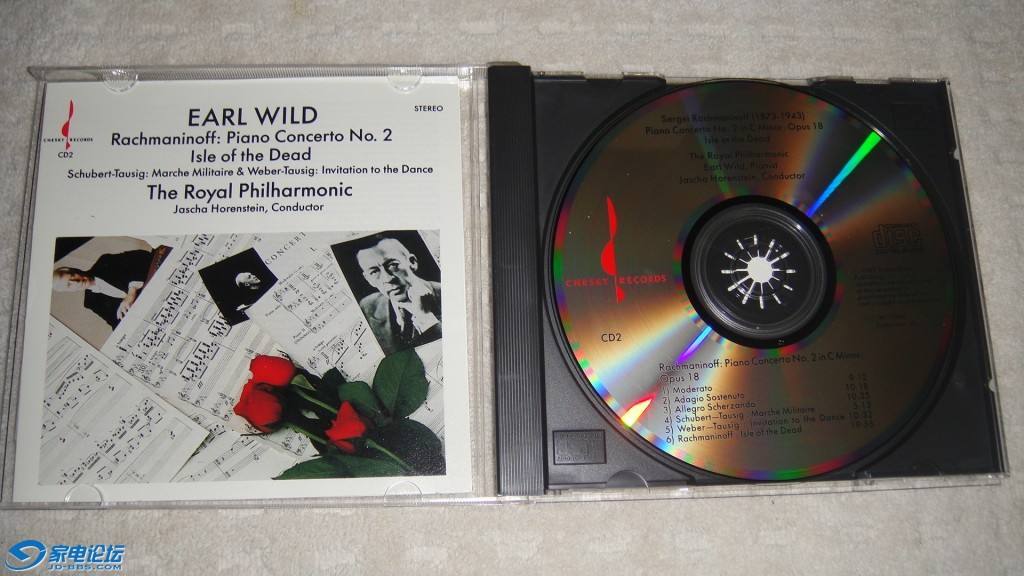 EARL WILD
STEREO
Rachmaninoff: Piano Concerto No. 2
Isle of the Dead
Schubert-Tausig: Marche Militaire & Weber-Tausig: Invitation to the Dance
The Royal Philharmonic
Jascha Horenstein, Conductor
CHESKY RECORDS
CD2
CONCERT
Sergei Rachmaninoff (1873-1943)
Piano Concerto No. 2 in C Minor, Opus 18
Isle of the Dead
The Royal Philharmonic
Earl Wild, Pianist
Jascha Horenstein, Conductor
CHESKY RECORDS
CD2
Rachmaninoff: Piano Concerto No. 2 in C Minor
Opus 18
1) Moderato 9:12
2) Adagio Sostenuto
3) Allegro Scherzando
4) Schubert—Tausig: Marche Militaire
5) Weber—Tausig: Invitation to the Dance
6) Rachmaninoff: Isle of the Dead
家电论坛
JD-BBS.COM